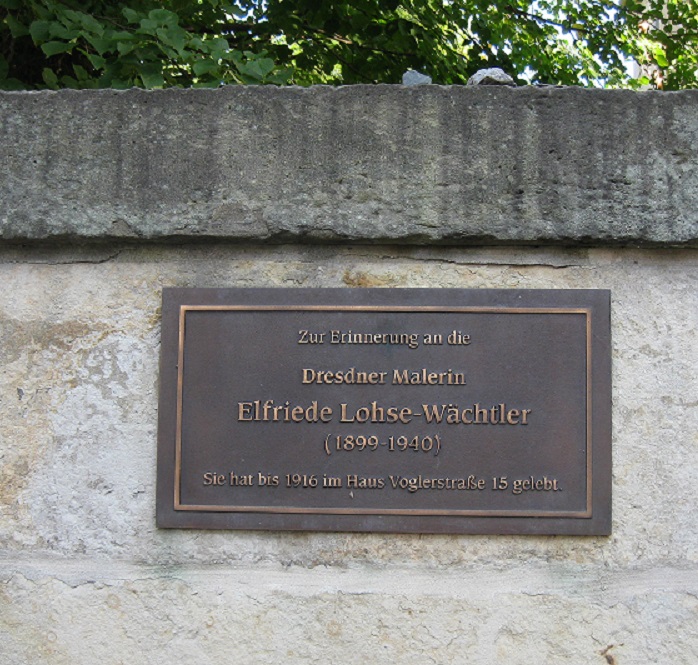 Zur Erinnerung an die
Dresdner Malerin
Elfriede Lohse-Wächtler
(1899-1940)
Sie hat bis 1916 im Haus Voglerstraße 15 gelebt.